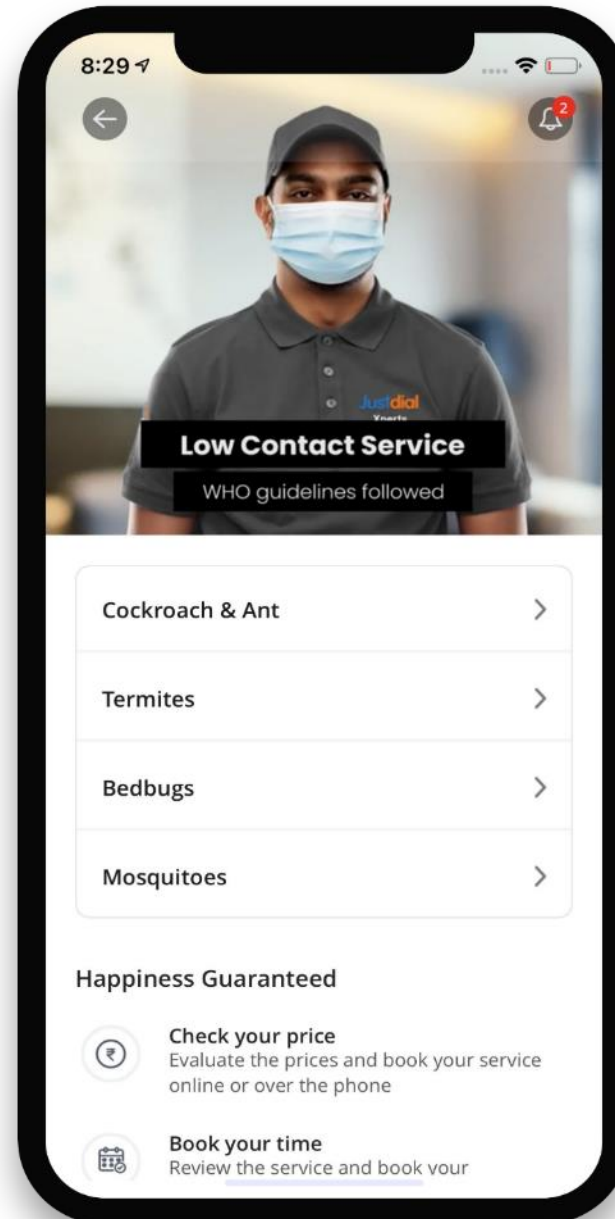 8:29
2
Justdial
Xperts
Low Contact Service
WHO guidelines followed
Cockroach & Ant
Termites
Bedbugs
Mosquitoes
Happiness Guaranteed
₹
Check your price
Evaluate the prices and book your service
online or over the phone
Book your time
Review the service and book your